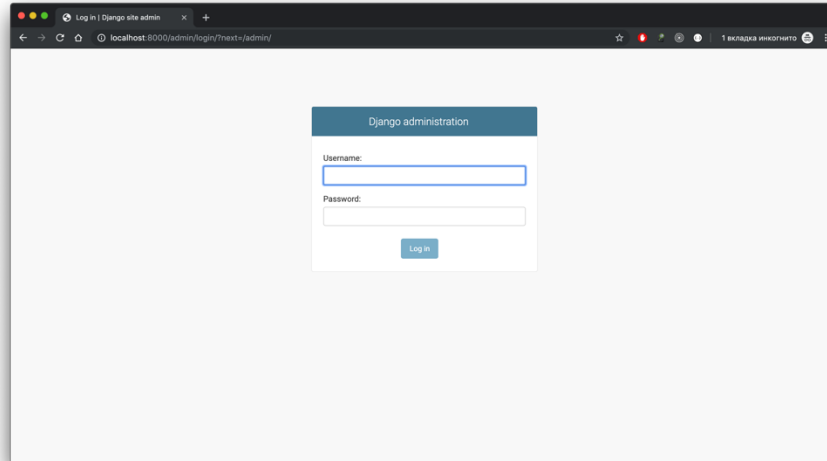 Log in | Django site admin
localhost:8000/admin/login/?next=/admin/
1 вкладка инкогнито
Django administration
Username:
Password:
Log in